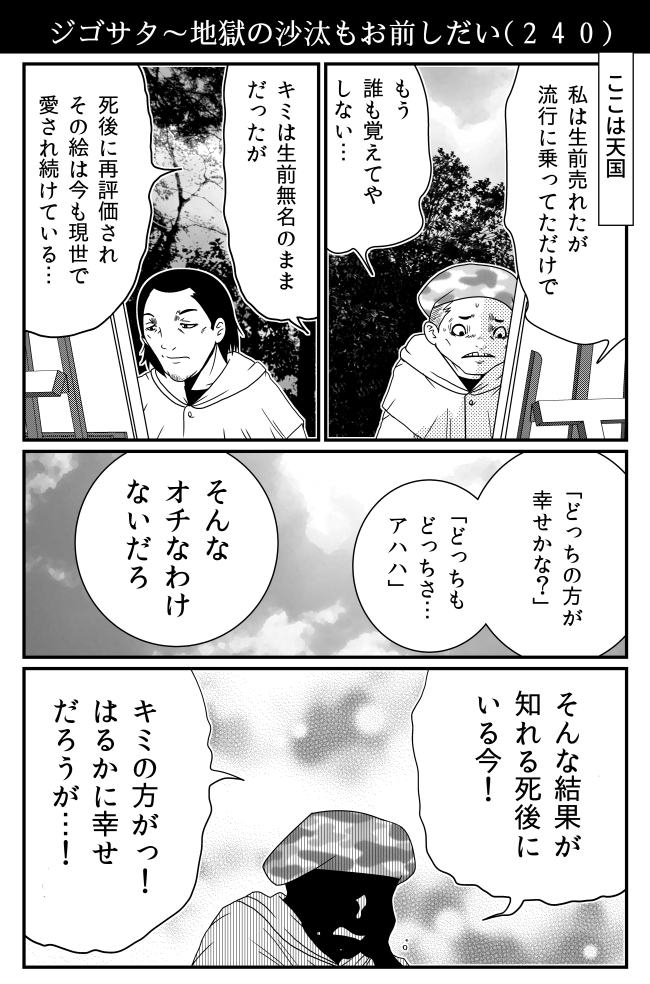 ジゴサタ～地獄の沙汰もお前しだい(２４０)
ここは天国
私は生前売れたが
流行に乗ってただけで
もう
誰も覚えてや
しない…
キミは生前無名のまま
だったが
死後に再評価され
その絵は今も現世で
愛され続けている…
「どっちの方が
幸せかな？」
「どっちも
どっちさ…
アハハ」
そんな
オチなわけ
ないだろ
そんな結果が
知れる死後に
いる今！
キミの方がっ！
はるかに幸せ
だろうが…！